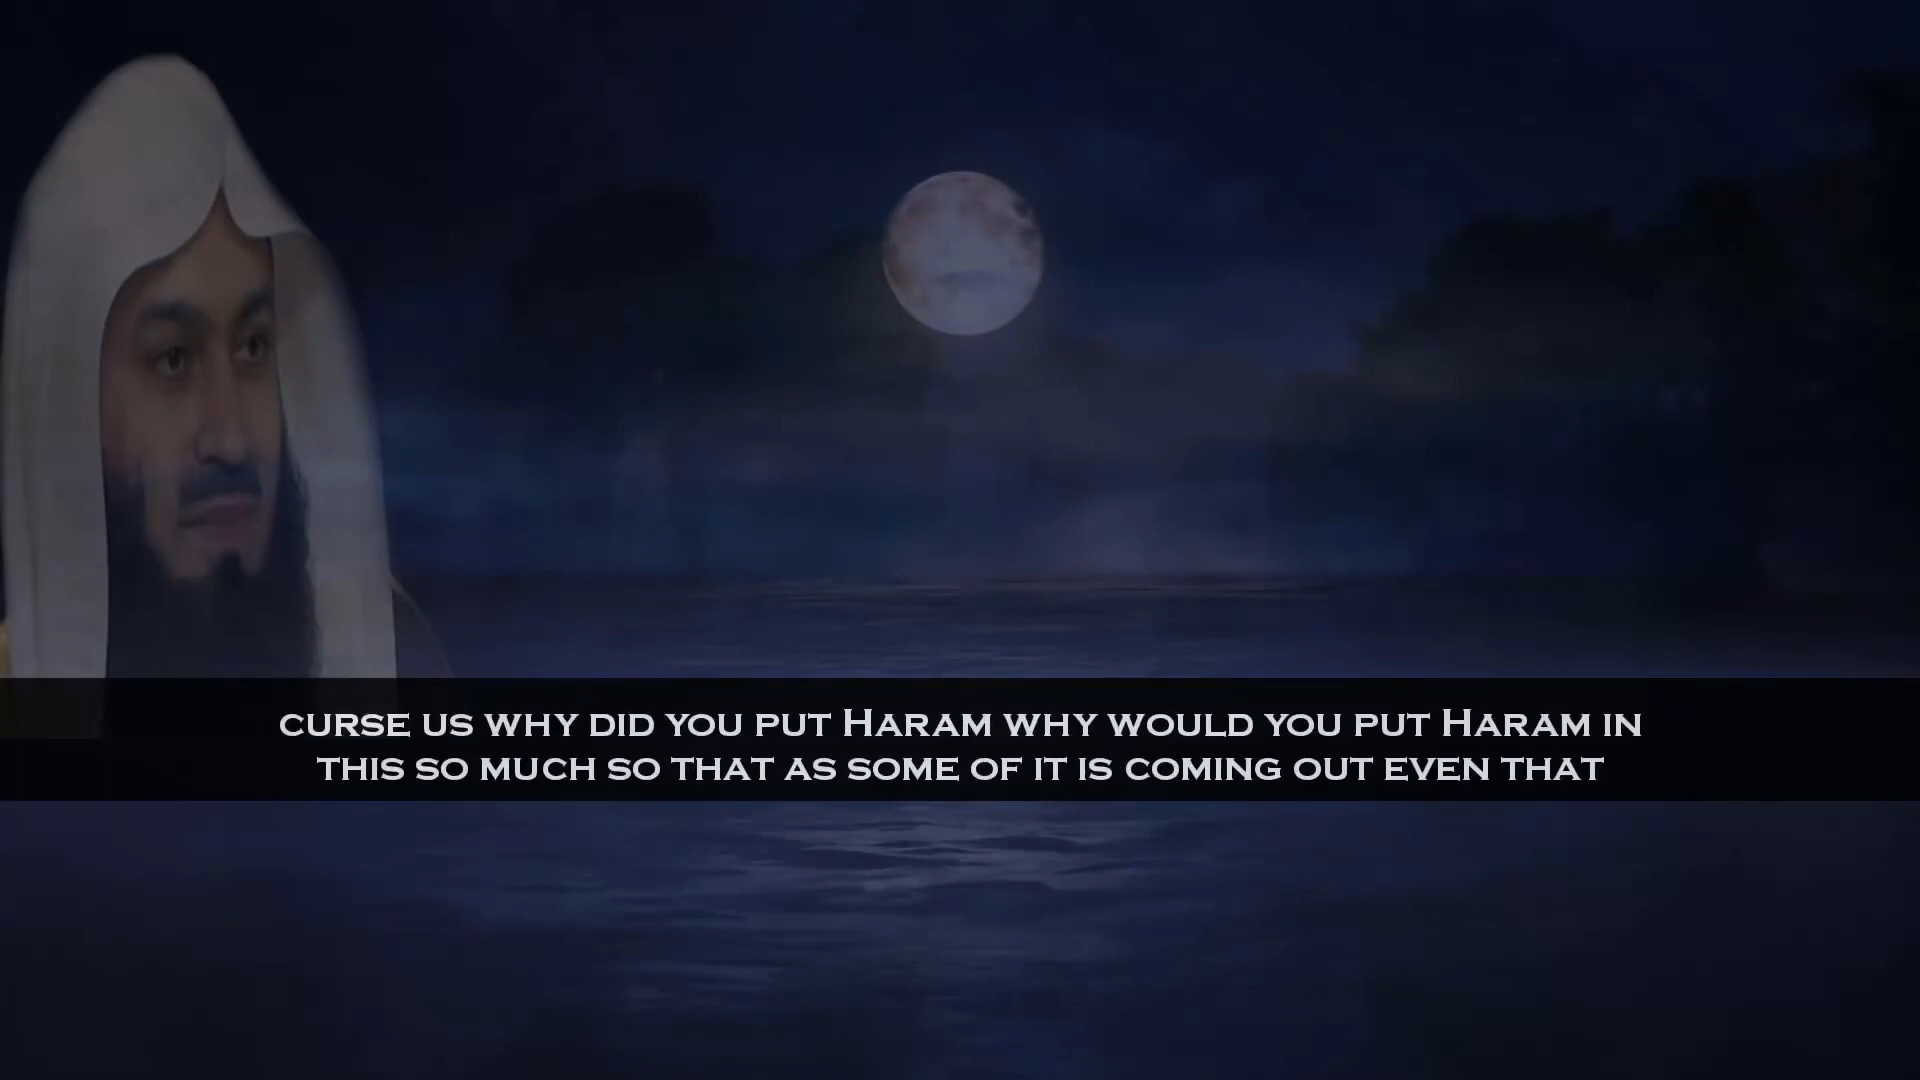 curse us why did you put Haram why would you put Haram in
this so much so that as some of it is coming out even that